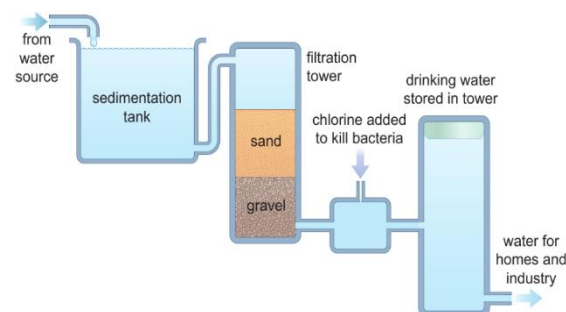 from
water
source
sedimentation
tank
filtration
tower
sand
gravel
chlorine added
to kill bacteria
drinking water
stored in tower
water for
homes and
industry